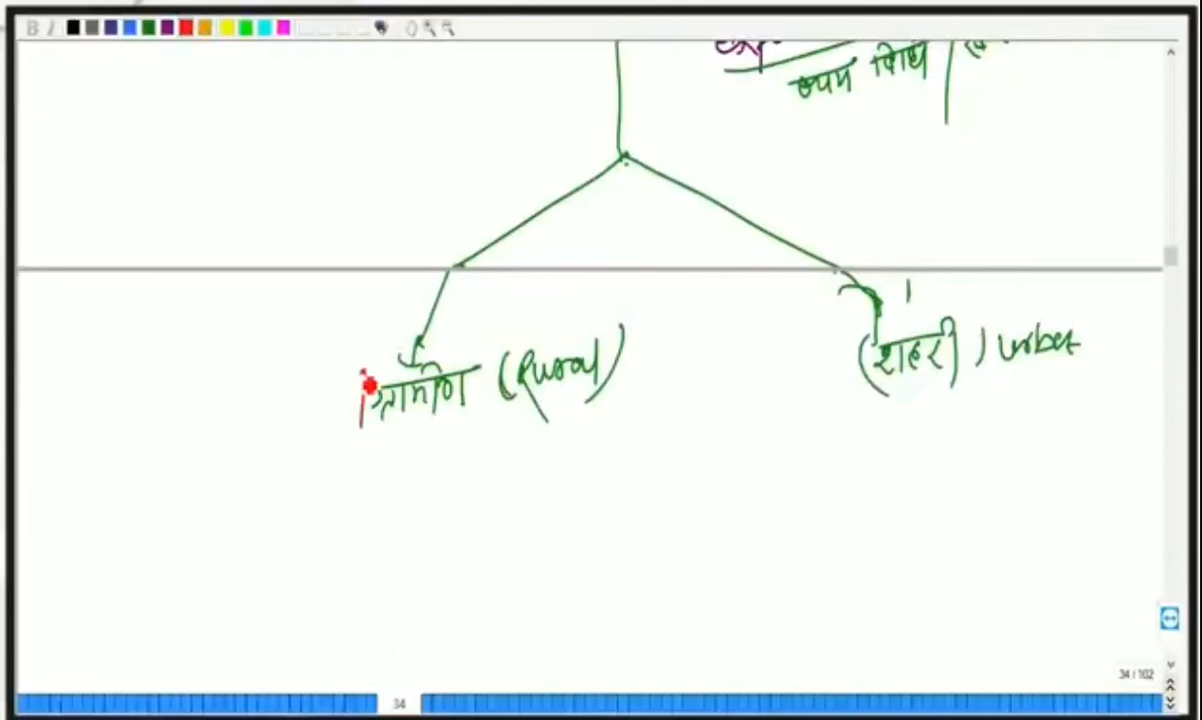 B I
व्यय विधि
ग्रामीण (Rural)
(शहरी) urban
34/102
34